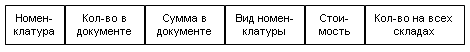 Номен-
клатура
Кол-во в
документе
Сумма в
документе
Вид номен-
клатуры
Стои-
мость
Кол-во на всех
складах